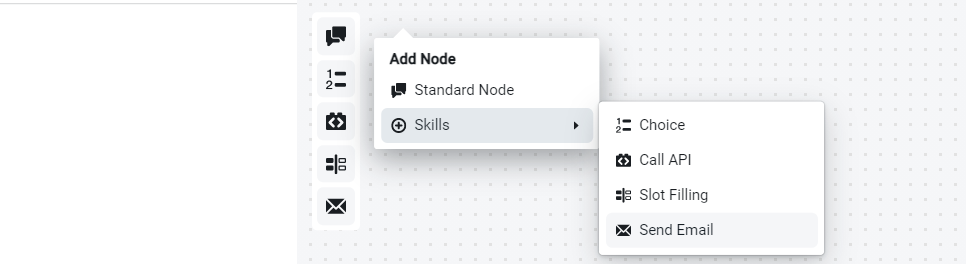 Add Node
Standard Node
Skills
Choice
Call API
Slot Filling
Send Email